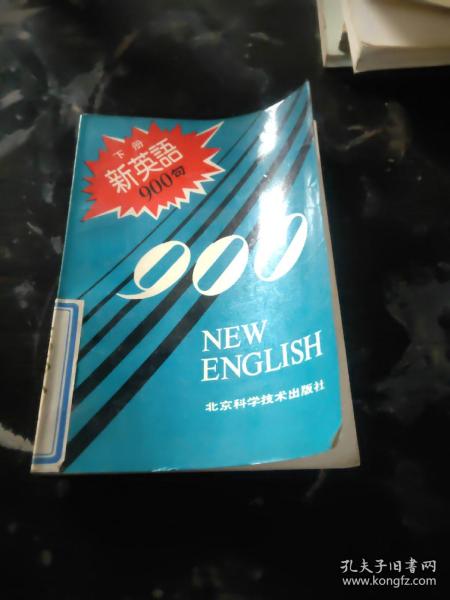 下册
新英語
900句
900
NEW
ENGLISH
北京科学技术出版社
孔夫子旧书网
www.kongfz.com